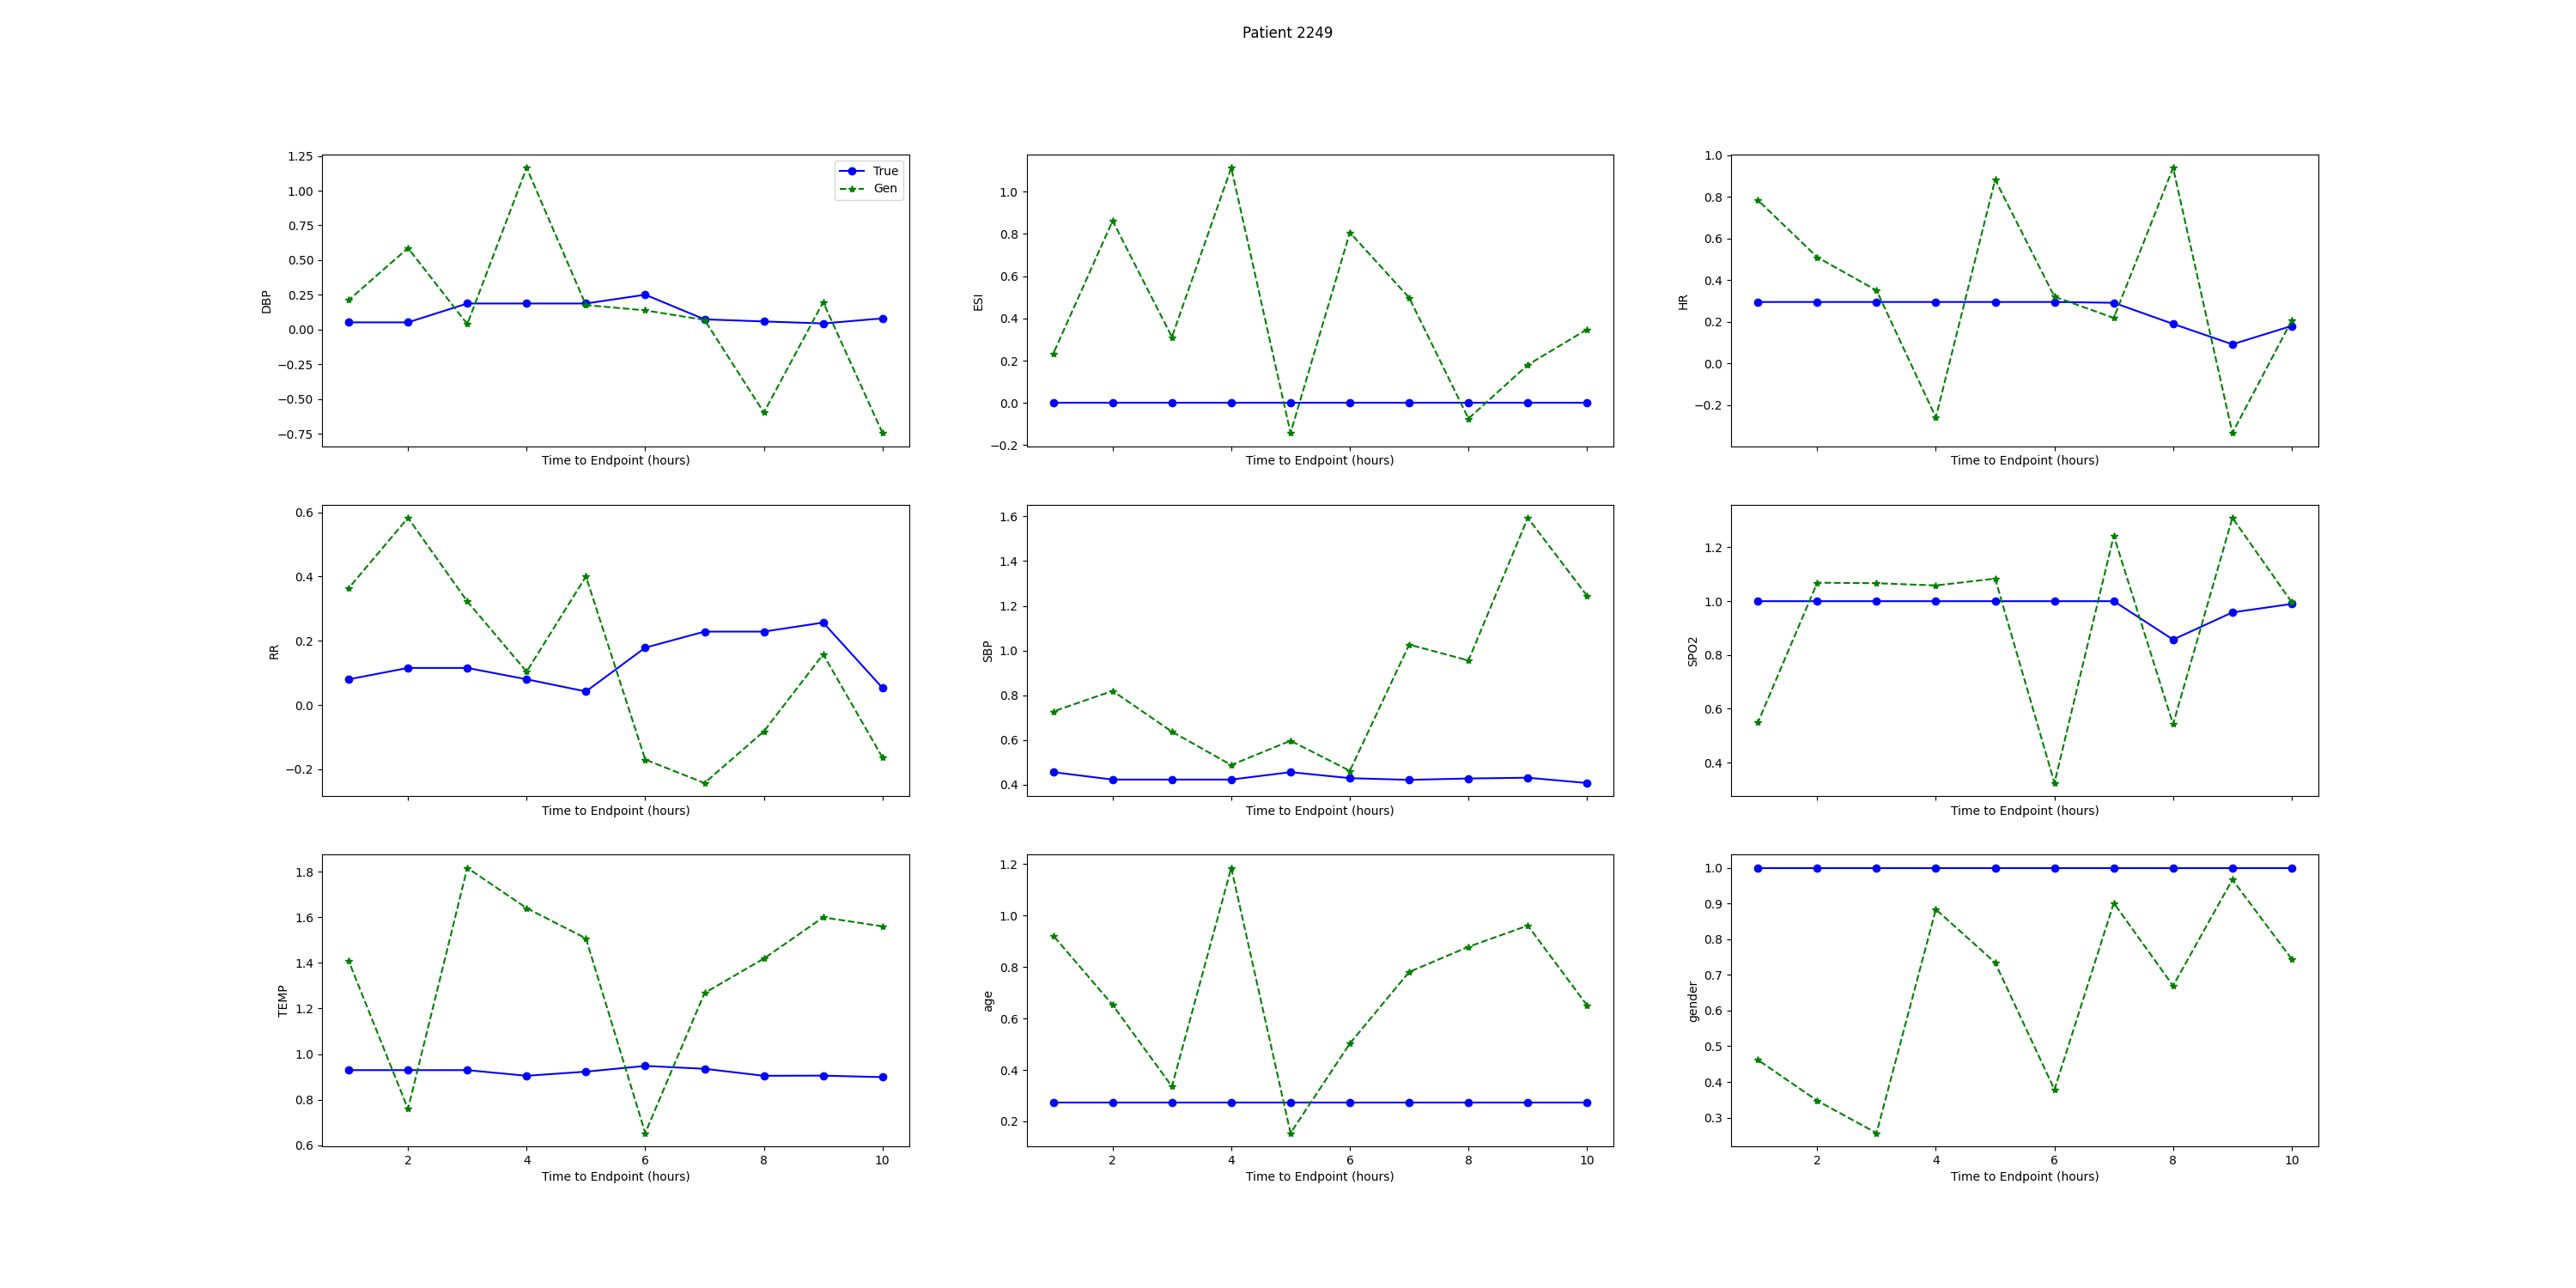 Patient 2249
1.25
1.00
0.75
0.50
0.25
0.00
−0.25
−0.50
−0.75
DBP
True
Gen
Time to Endpoint (hours)
1.0
0.8
0.6
0.4
0.2
0.0
−0.2
ESI
Time to Endpoint (hours)
1.0
0.8
0.6
0.4
0.2
0.0
−0.2
HR
Time to Endpoint (hours)
0.6
0.4
0.2
0.0
−0.2
RR
Time to Endpoint (hours)
1.6
1.4
1.2
1.0
0.8
0.6
0.4
SBP
Time to Endpoint (hours)
1.2
1.0
0.8
0.6
0.4
SPO2
Time to Endpoint (hours)
1.8
1.6
1.4
1.2
1.0
0.8
0.6
TEMP
2 4 6 8 10
Time to Endpoint (hours)
1.2
1.0
0.8
0.6
0.4
0.2
age
2 4 6 8 10
Time to Endpoint (hours)
1.0
0.9
0.8
0.7
0.6
0.5
0.4
0.3
gender
2 4 6 8 10
Time to Endpoint (hours)